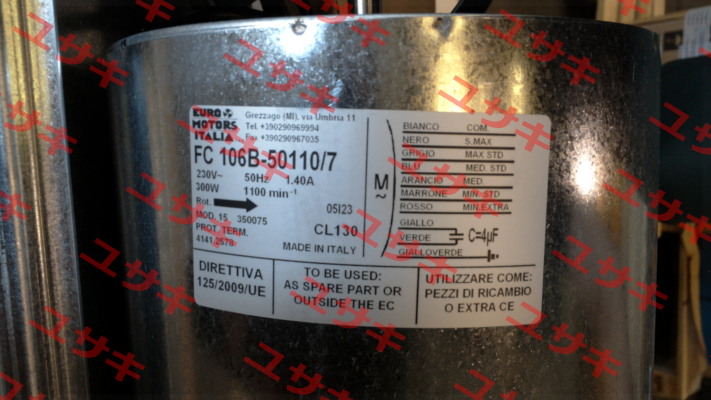 EURO
MOTORS
ITALIA
Grezzago (MI), via Umbria 11
Tel. +390290969994
Fax +390290967035
FC 106B-50110/7
230V~ 50Hz 1.40A
300W 1100 min⁻¹
Rot.
05I23
MOD. 15 350075
CL130
PROT. TERM.
4141.2578
MADE IN ITALY
M
~
BIANCO COM.
NERO S.MAX
GRIGIO MAX STD
BLU MED. STD
ARANCIO MED.
MARRONE MIN. STD
ROSSO MIN.EXTRA
GIALLO
VERDE C=4µF
GIALLOVERDE
DIRETTIVA
125/2009/UE
TO BE USED:
AS SPARE PART OR
OUTSIDE THE EC
UTILIZZARE COME:
PEZZI DI RICAMBIO
O EXTRA CE
ユサキ